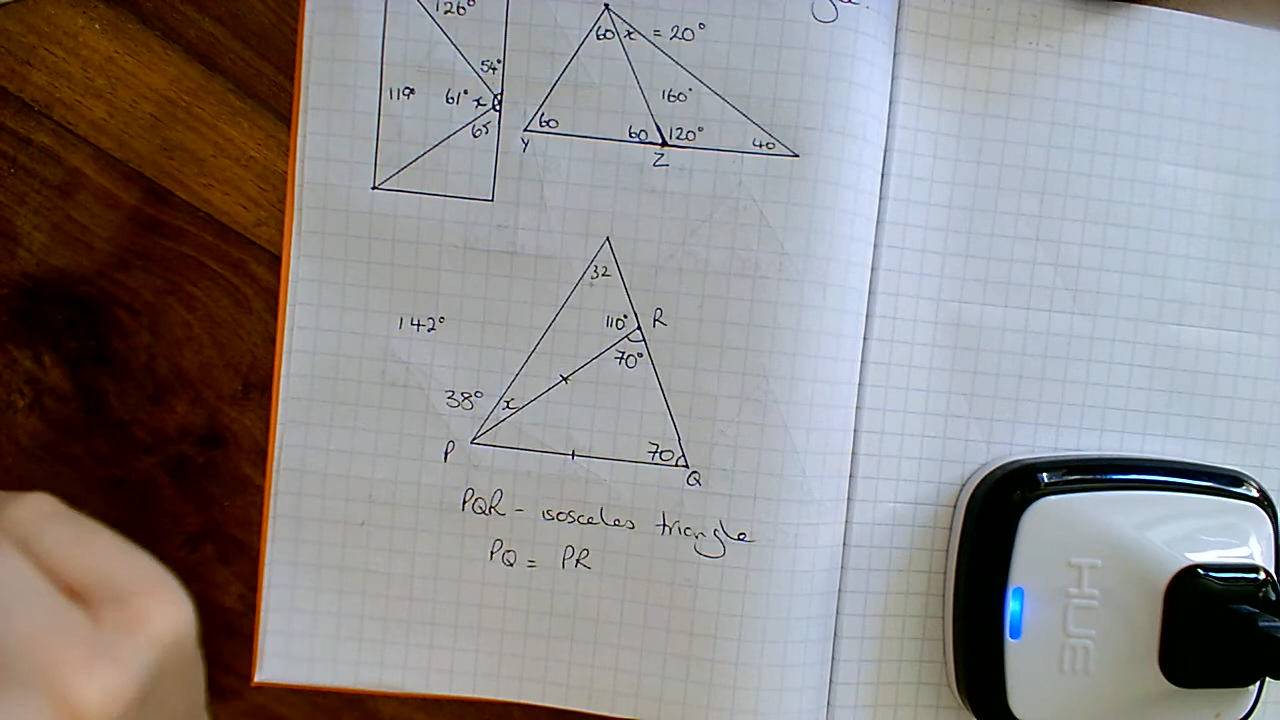 126°
54°
119°
61° x
65
60 x = 20°
160°
60
60
120°
40
Y
Z
32
142°
110°
R
70°
38°
x
P
70
Q
PQR - isosceles triangle
PQ = PR
HUE